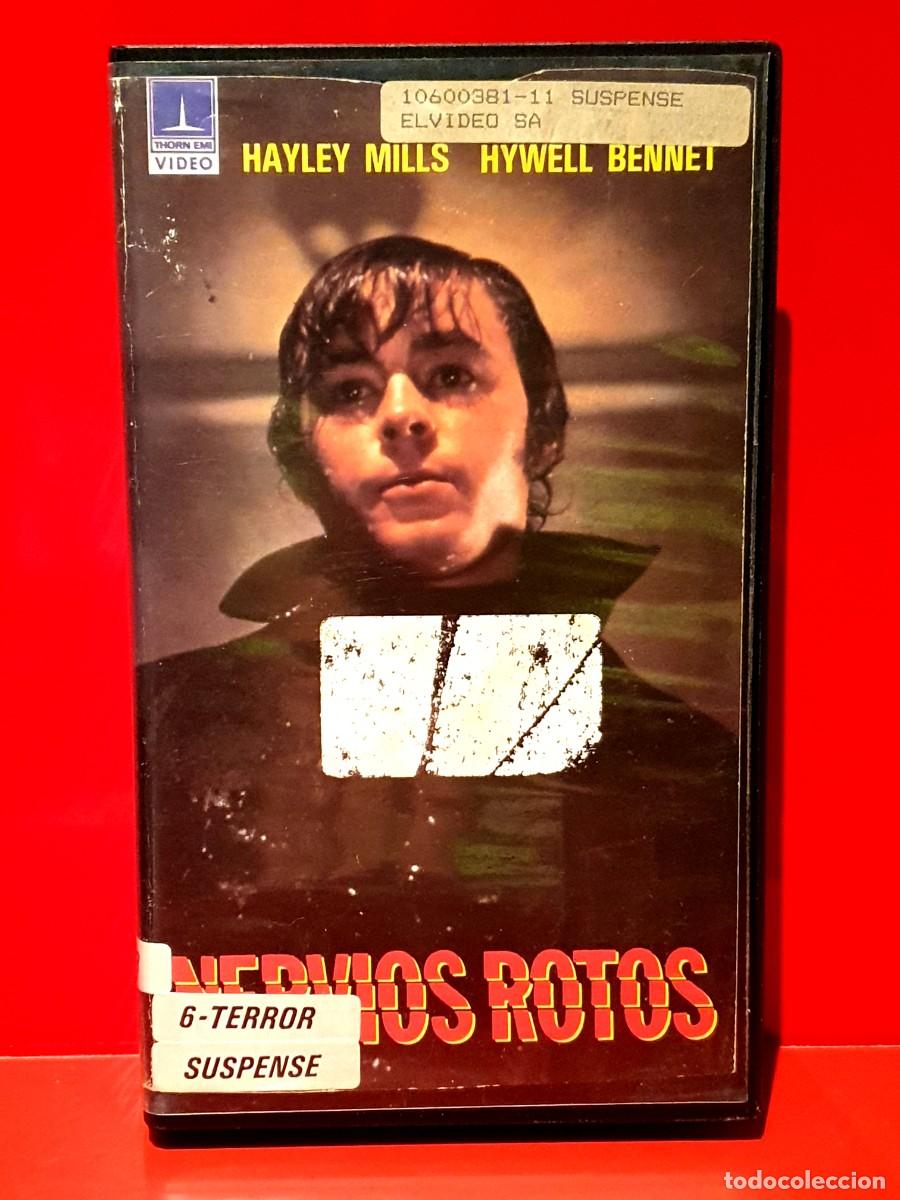 10600381-11 SUSPENSE
ELVIDEO SA
THORN EMI
VIDEO
HAYLEY MILLS HYWELL BENNET
NERVIOS ROTOS
6-TERROR
SUSPENSE
todocoleccion